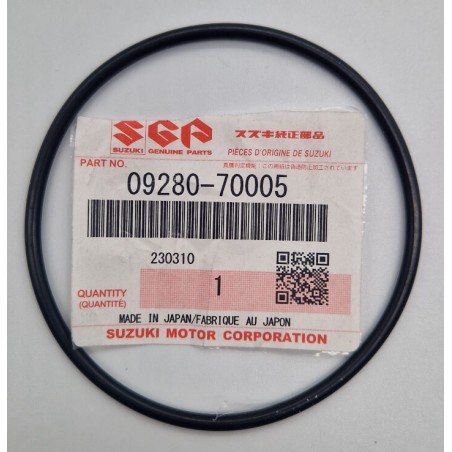 SGP スズキ純正部品
SUZUKI GENUINE PARTS PIÈCES D'ORIGINE DE SUZUKI
PART NO.
09280-70005
230310
QUANTITY
(QUANTITÉ) 1
MADE IN JAPAN/FABRIQUE AU JAPON
SUZUKI MOTOR CORPORATION